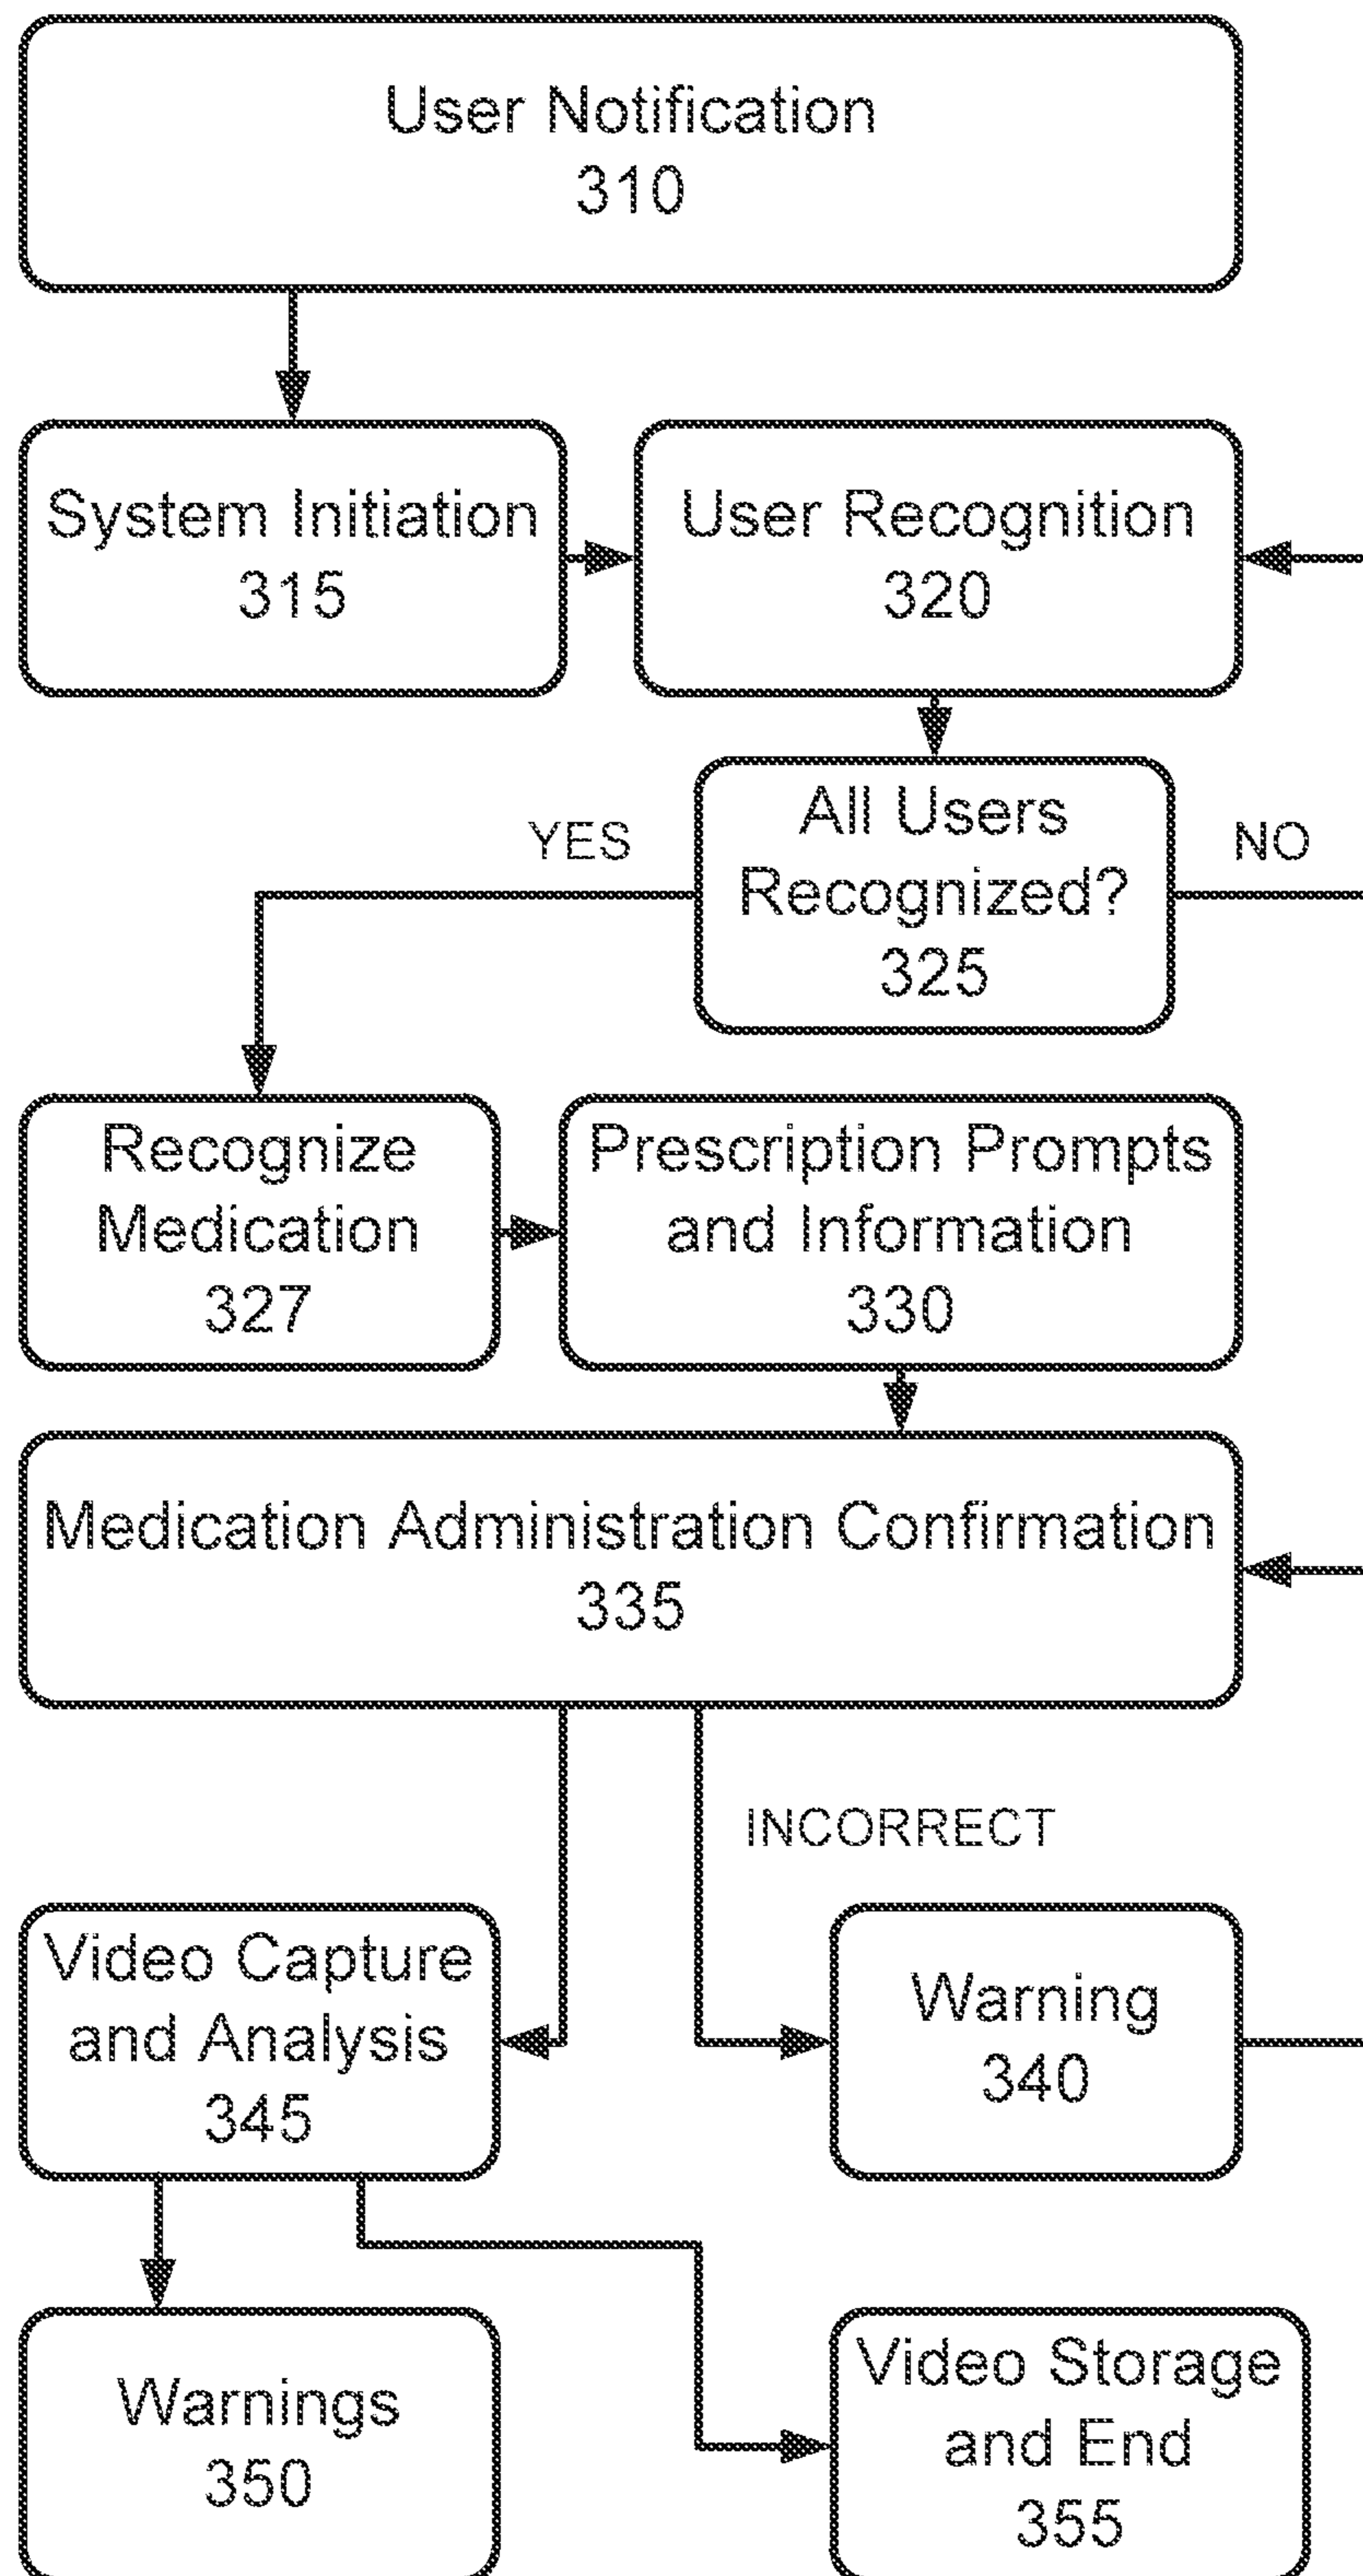 User Notification
310
System Initiation
315
User Recognition
320
All Users
Recognized?
325
YES
NO
Recognize
Medication
327
Prescription Prompts
and Information
330
Medication Administration Confirmation
335
INCORRECT
Video Capture
and Analysis
345
Warning
340
Warnings
350
Video Storage
and End
355